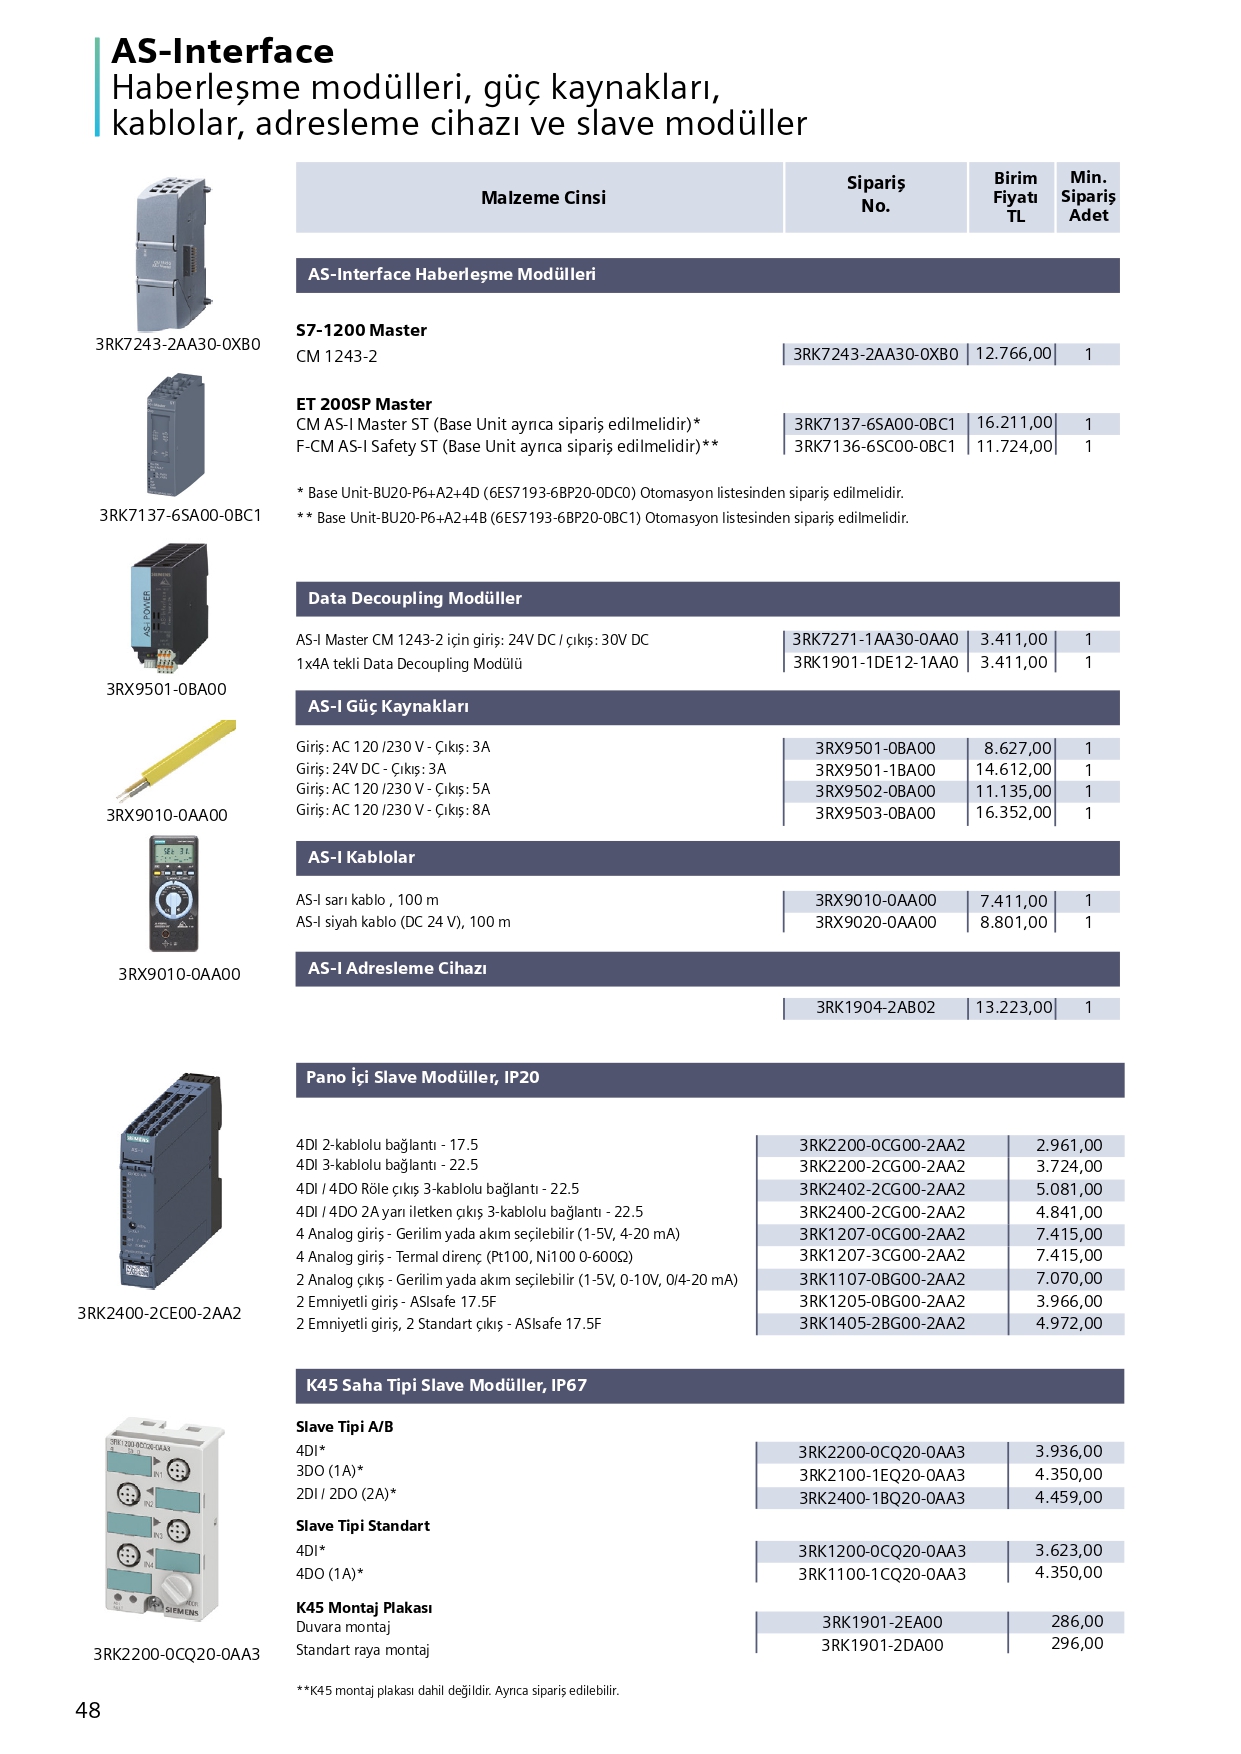 AS-Interface
Haberleşme modülleri, güç kaynakları,
kablolar, adresleme cihazı ve slave modüller
Malzeme Cinsi
Sipariş
No.
Birim
Fiyatı
TL
Min.
Sipariş
Adet
3RK7243-2AA30-0XB0
3RK7137-6SA00-0BC1
AS-i POWER
SIEMENS
3RX9501-0BA00
3RX9010-0AA00
3RX9010-0AA00
AS-Interface Haberleşme Modülleri
S7-1200 Master
CM 1243-2 3RK7243-2AA30-0XB0 12.766,00 1
ET 200SP Master
CM AS-I Master ST (Base Unit ayrıca sipariş edilmelidir)* 3RK7137-6SA00-0BC1 16.211,00 1
F-CM AS-I Safety ST (Base Unit ayrıca sipariş edilmelidir)** 3RK7136-6SC00-0BC1 11.724,00 1
* Base Unit-BU20-P6+A2+4D (6ES7193-6BP20-0DC0) Otomasyon listesinden sipariş edilmelidir.
** Base Unit-BU20-P6+A2+4B (6ES7193-6BP20-0BC1) Otomasyon listesinden sipariş edilmelidir.
Data Decoupling Modüller
AS-I Master CM 1243-2 için giriş: 24V DC / çıkış: 30V DC 3RK7271-1AA30-0AA0 3.411,00 1
1x4A tekli Data Decoupling Modülü 3RK1901-1DE12-1AA0 3.411,00 1
AS-I Güç Kaynakları
Giriş: AC 120 /230 V - Çıkış: 3A 3RX9501-0BA00 8.627,00 1
Giriş: 24V DC - Çıkış: 3A 3RX9501-1BA00 14.612,00 1
Giriş: AC 120 /230 V - Çıkış: 5A 3RX9502-0BA00 11.135,00 1
Giriş: AC 120 /230 V - Çıkış: 8A 3RX9503-0BA00 16.352,00 1
AS-I Kablolar
AS-I sarı kablo , 100 m 3RX9010-0AA00 7.411,00 1
AS-I siyah kablo (DC 24 V), 100 m 3RX9020-0AA00 8.801,00 1
AS-I Adresleme Cihazı
3RK1904-2AB02 13.223,00 1
Pano İçi Slave Modüller, IP20
SIEMENS
3RK2400-2CE00-2AA2
4DI 2-kablolu bağlantı - 17.5 3RK2200-0CG00-2AA2 2.961,00
4DI 3-kablolu bağlantı - 22.5 3RK2200-2CG00-2AA2 3.724,00
4DI / 4DO Röle çıkış 3-kablolu bağlantı - 22.5 3RK2402-2CG00-2AA2 5.081,00
4DI / 4DO 2A yarı iletken çıkış 3-kablolu bağlantı - 22.5 3RK2400-2CG00-2AA2 4.841,00
4 Analog giriş - Gerilim yada akım seçilebilir (1-5V, 4-20 mA) 3RK1207-0CG00-2AA2 7.415,00
4 Analog giriş - Termal direnç (Pt100, Ni100 0-600Ω) 3RK1207-3CG00-2AA2 7.415,00
2 Analog çıkış - Gerilim yada akım seçilebilir (1-5V, 0-10V, 0/4-20 mA) 3RK1107-0BG00-2AA2 7.070,00
2 Emniyetli giriş - ASIsafe 17.5F 3RK1205-0BG00-2AA2 3.966,00
2 Emniyetli giriş, 2 Standart çıkış - ASIsafe 17.5F 3RK1405-2BG00-2AA2 4.972,00
K45 Saha Tipi Slave Modüller, IP67
3RK1200-0CQ20-0AA3
IN1
IN2
IN3
IN4
ADDR
SIEMENS
3RK2200-0CQ20-0AA3
Slave Tipi A/B
4DI* 3RK2200-0CQ20-0AA3 3.936,00
3DO (1A)* 3RK2100-1EQ20-0AA3 4.350,00
2DI / 2DO (2A)* 3RK2400-1BQ20-0AA3 4.459,00
Slave Tipi Standart
4DI* 3RK1200-0CQ20-0AA3 3.623,00
4DO (1A)* 3RK1100-1CQ20-0AA3 4.350,00
K45 Montaj Plakası
Duvara montaj 3RK1901-2EA00 286,00
Standart raya montaj 3RK1901-2DA00 296,00
**K45 montaj plakası dahil değildir. Ayrıca sipariş edilebilir.
48